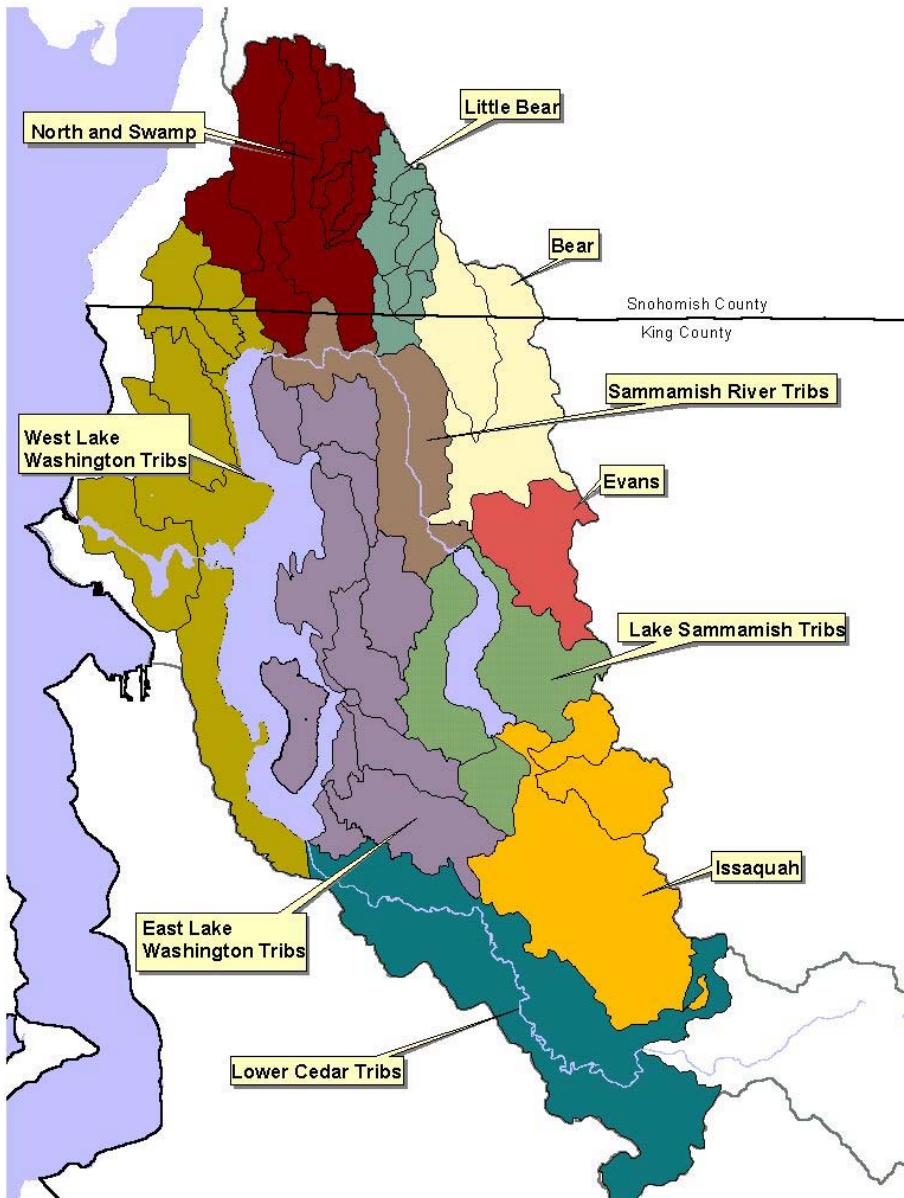 Little Bear
North and Swamp
Bear
Snohomish County
King County
Sammamish River Tribs
West Lake
Washington Tribs
Evans
Lake Sammamish Tribs
Issaquah
East Lake
Washington Tribs
Lower Cedar Tribs